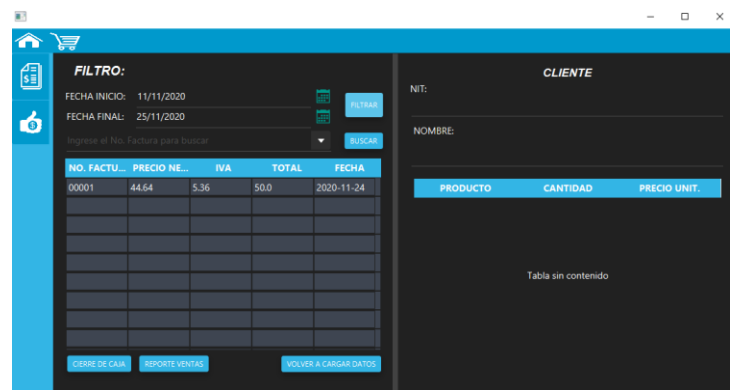 FILTRO:
FECHA INICIO: 11/11/2020
FILTRAR
FECHA FINAL: 25/11/2020
Ingrese el No. Factura para buscar
BUSCAR
NO. FACTU... PRECIO NE... IVA TOTAL FECHA
00001 44.64 5.36 50.0 2020-11-24
CIERRE DE CAJA REPORTE VENTAS VOLVER A CARGAR DATOS
CLIENTE
NIT:
NOMBRE:
PRODUCTO CANTIDAD PRECIO UNIT.
Tabla sin contenido